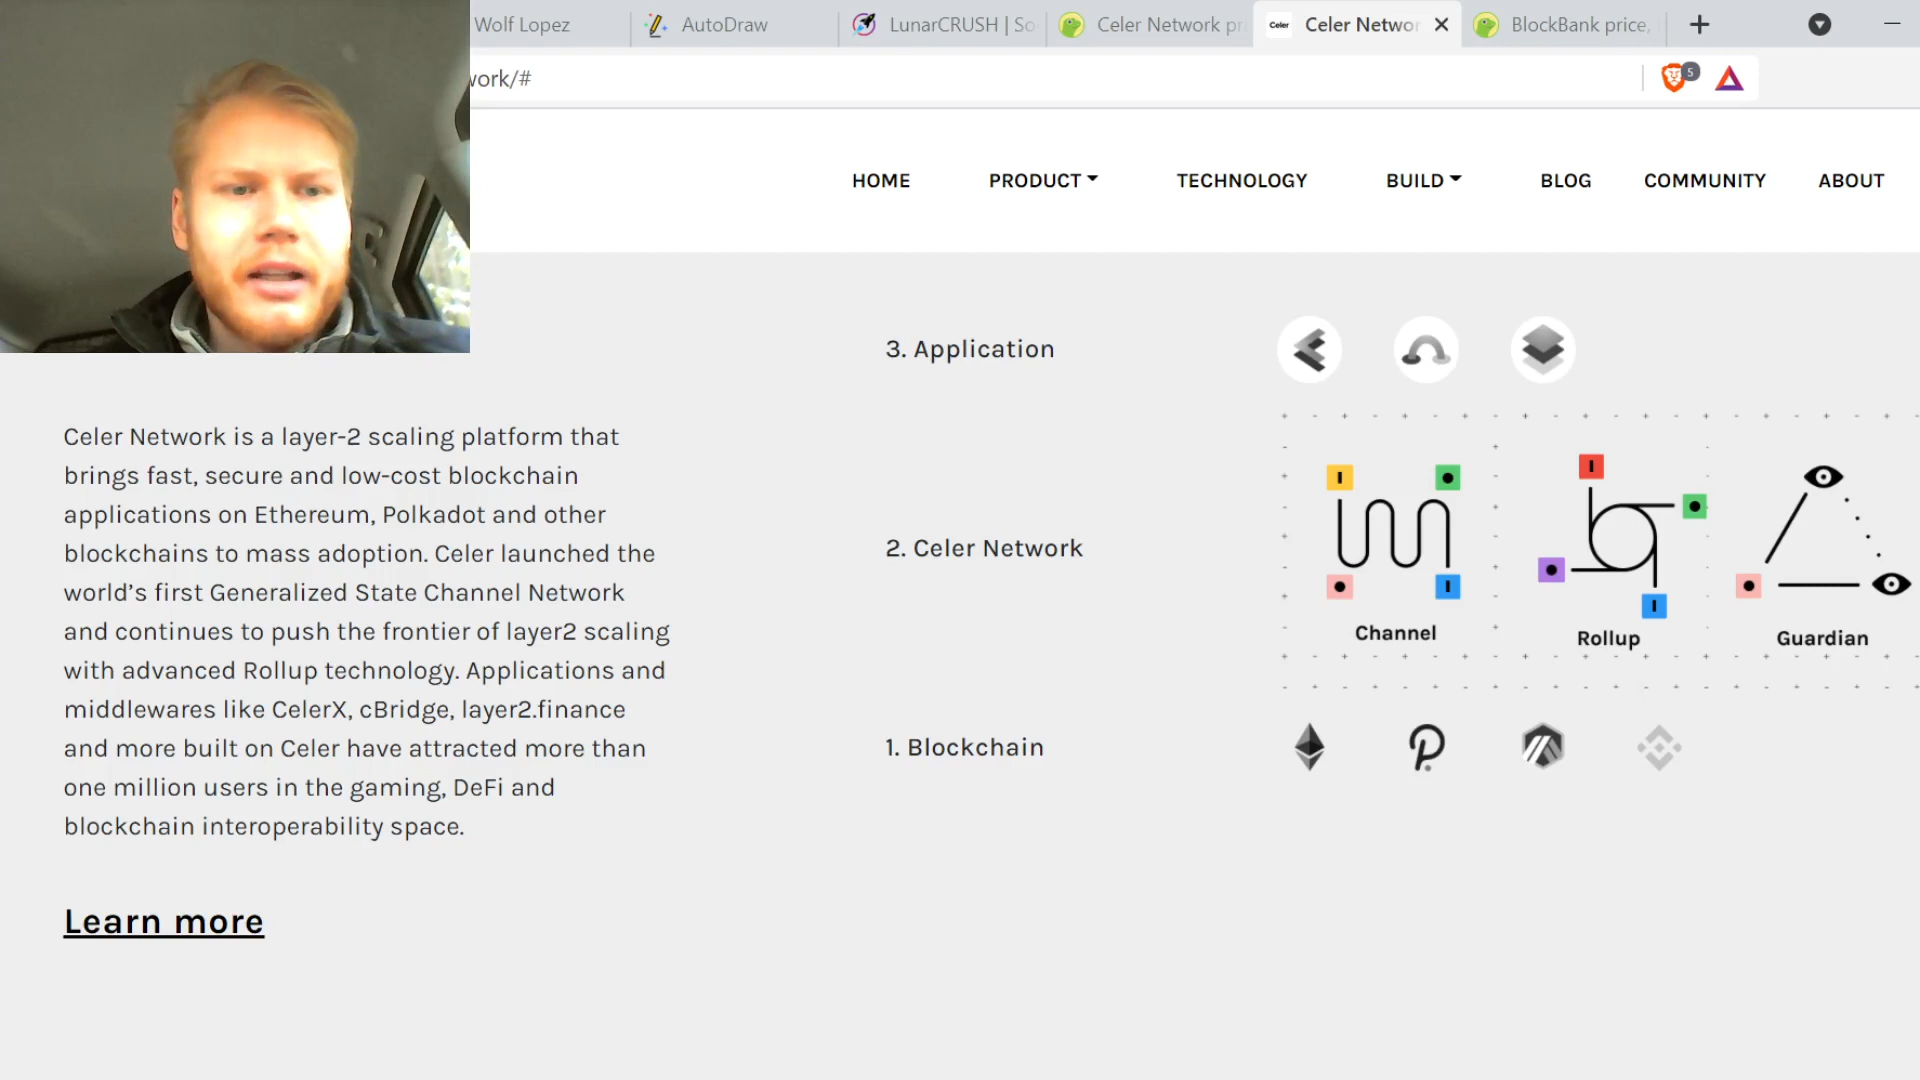 Wolf Lopez
AutoDraw
LunarCRUSH | So
Celer Network pr
Celer Networ
BlockBank price,
work/#
5
HOME
PRODUCT
TECHNOLOGY
BUILD
BLOG
COMMUNITY
ABOUT
Celer Network is a layer-2 scaling platform that
brings fast, secure and low-cost blockchain
applications on Ethereum, Polkadot and other
blockchains to mass adoption. Celer launched the
world’s first Generalized State Channel Network
and continues to push the frontier of layer2 scaling
with advanced Rollup technology. Applications and
middlewares like CelerX, cBridge, layer2.finance
and more built on Celer have attracted more than
one million users in the gaming, DeFi and
blockchain interoperability space.
Learn more
3. Application
2. Celer Network
Channel
Rollup
Guardian
1. Blockchain